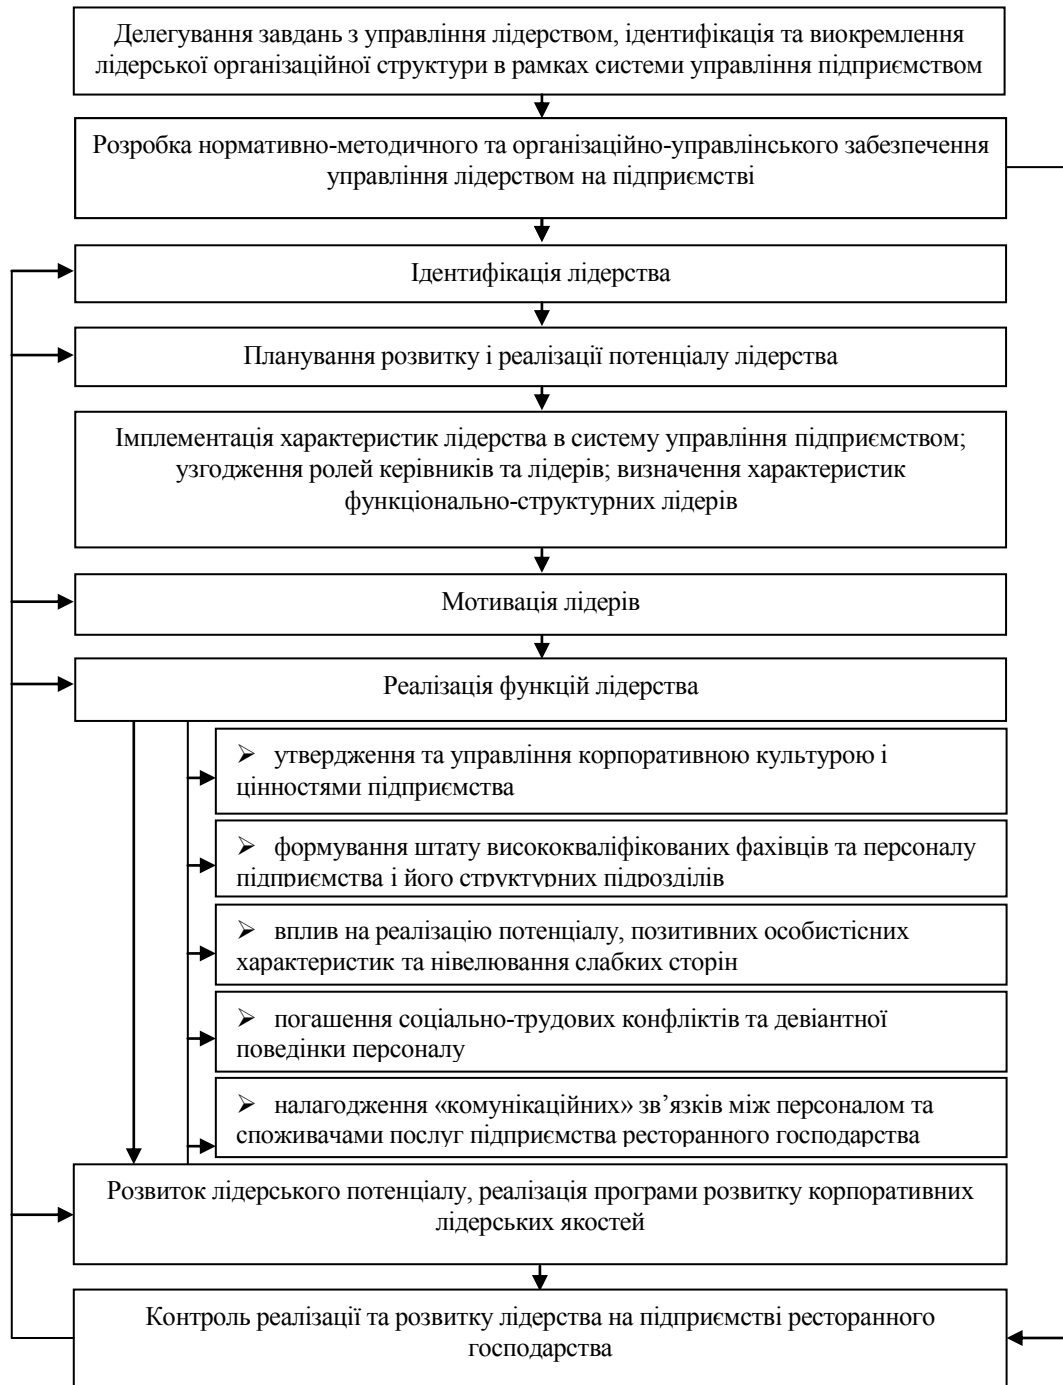 Делегування завдань з управління лідерством, ідентифікація та виокремлення
лідерської організаційної структури в рамках системи управління підприємством
Розробка нормативно-методичного та організаційно-управлінського забезпечення
управління лідерством на підприємстві
Ідентифікація лідерства
Планування розвитку і реалізації потенціалу лідерства
Імплементація характеристик лідерства в систему управління підприємством;
узгодження ролей керівників та лідерів; визначення характеристик
функціонально-структурних лідерів
Мотивація лідерів
Реалізація функцій лідерства
➢ утвердження та управління корпоративною культурою і
цінностями підприємства
➢ формування штату висококваліфікованих фахівців та персоналу
підприємства і його структурних підрозділів
➢ вплив на реалізацію потенціалу, позитивних особистісних
характеристик та нівелювання слабких сторін
➢ погашення соціально-трудових конфліктів та девіантної
поведінки персоналу
➢ налагодження «комунікаційних» зв’язків між персоналом та
споживачами послуг підприємства ресторанного господарства
Розвиток лідерського потенціалу, реалізація програми розвитку корпоративних
лідерських якостей
Контроль реалізації та розвитку лідерства на підприємстві ресторанного
господарства